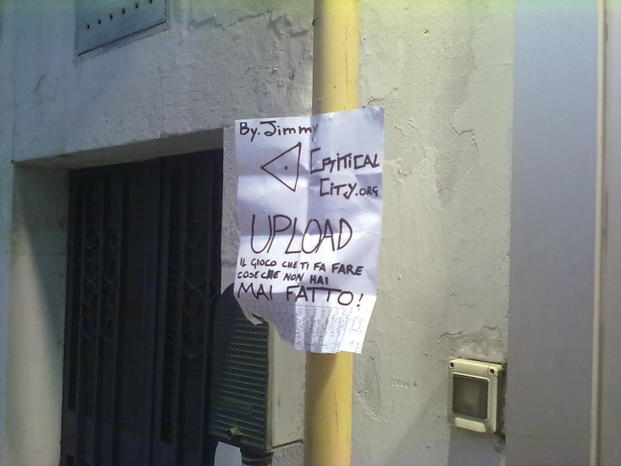 By. Jimmy
CRITICAL
CITY.ORG
UPLOAD
IL GIOCO CHE TI FA FARE
COSE CHE NON HAI
MAI FATTO!